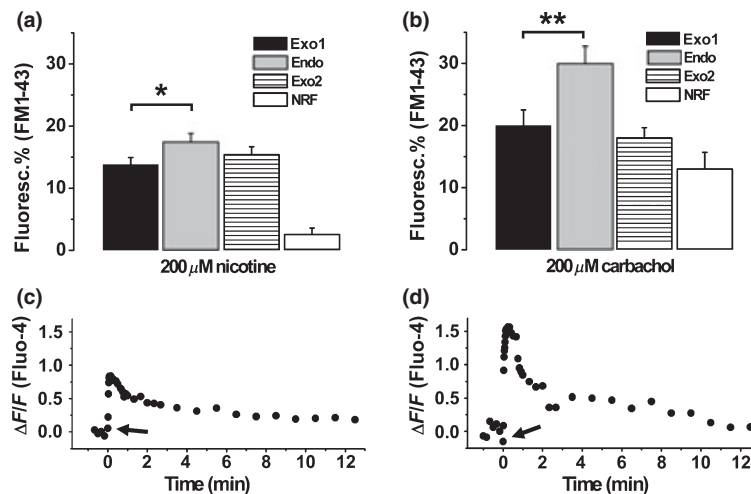 (a)
Fluoresc.% (FM1-43)
30
20
10
0
*
Exo1
Endo
Exo2
NRF
200 μM nicotine
(b)
Fluoresc.% (FM1-43)
30
20
10
0
**
Exo1
Endo
Exo2
NRF
200 μM carbachol
(c)
ΔF/F (Fluo-4)
1.5
1.0
0.5
0.0
0 2 4 6 8 10 12
Time (min)
(d)
ΔF/F (Fluo-4)
1.5
1.0
0.5
0.0
0 2 4 6 8 10 12
Time (min)